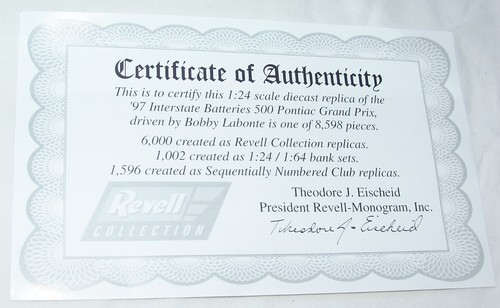 Certificate of Authenticity
This is to certify this 1:24 scale diecast replica of the
'97 Interstate Batteries 500 Pontiac Grand Prix,
driven by Bobby Labonte is one of 8,598 pieces.
6,000 created as Revell Collection replicas.
1,002 created as 1:24 / 1:64 bank sets.
1,596 created as Sequentially Numbered Club replicas.
Theodore J. Eischeid
President Revell-Monogram, Inc.
Theodore J. Eischeid
Revell
COLLECTION